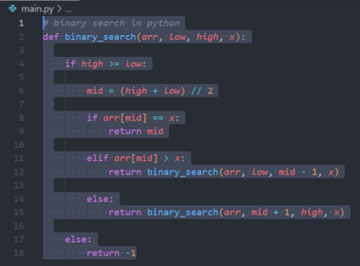 main.py > ...
1 # binary search in python
2 def binary_search(arr, low, high, x):
3
4     if high >= low:
5
6         mid = (high + low) // 2
7
8         if arr[mid] == x:
9             return mid
10
11         elif arr[mid] > x:
12             return binary_search(arr, low, mid - 1, x)
13
14         else:
15             return binary_search(arr, mid + 1, high, x)
16
17     else:
18         return -1